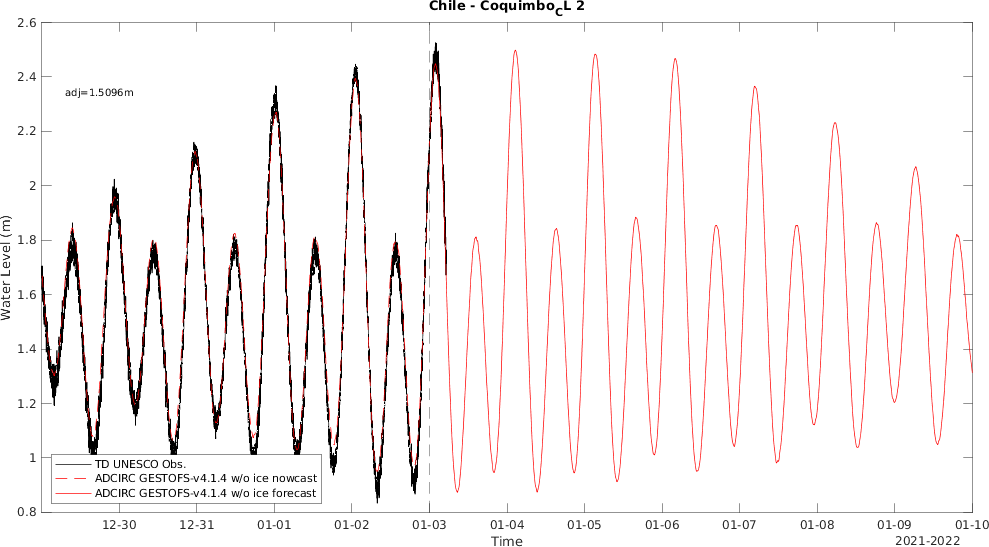 Chile - Coquimbo_CL 2
2.6
2.4
2.2
2
1.8
1.6
1.4
1.2
1
0.8
Water Level (m)
adj=1.5096m
TD UNESCO Obs.
ADCIRC GESTOFS-v4.1.4 w/o ice nowcast
ADCIRC GESTOFS-v4.1.4 w/o ice forecast
12-30 12-31 01-01 01-02 01-03 01-04 01-05 01-06 01-07 01-08 01-09 01-10
Time
2021-2022